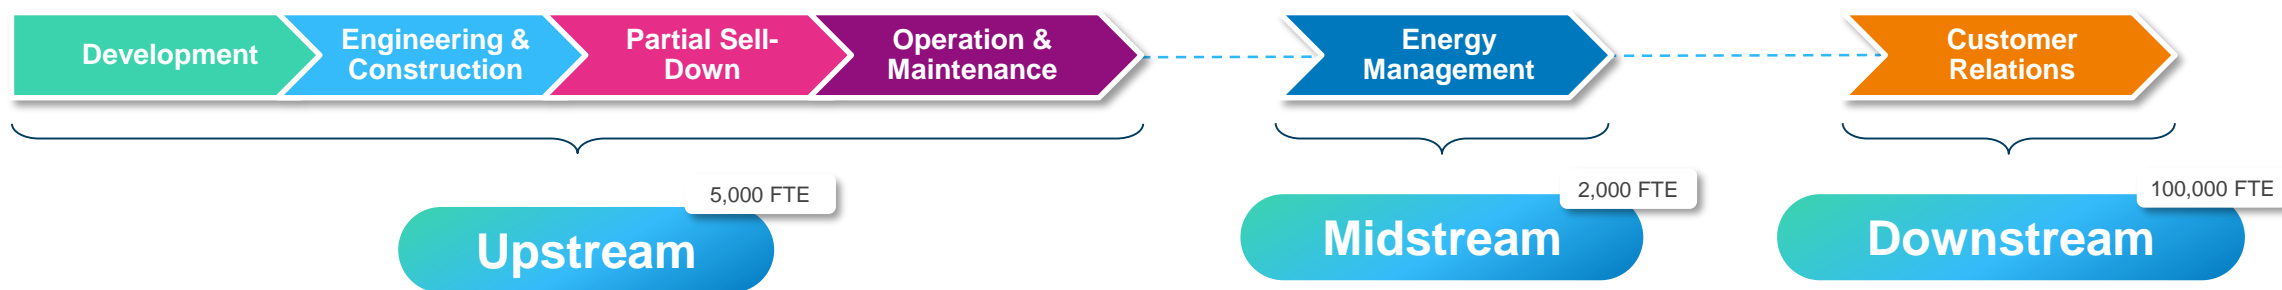 Development
Engineering &
Construction
Partial Sell-
Down
Operation &
Maintenance
Energy
Management
Customer
Relations
5,000 FTE
Upstream
2,000 FTE
Midstream
100,000 FTE
Downstream